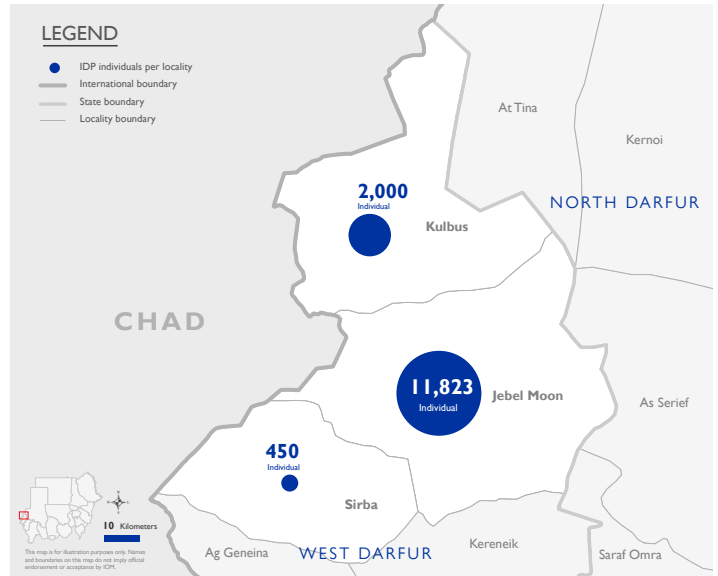 LEGEND
IDP individuals per locality
International boundary
State boundary
Locality boundary
At Tina
Kernoi
2,000
Individual
NORTH DARFUR
Kulbus
CHAD
11,823
Individual
Jebel Moon
As Serief
450
Individual
Sirba
10 Kilometers
Ag Geneina
WEST DARFUR
Kereneik
Saraf Omra
This map is for illustration purposes only. Names
and boundaries on this map do not imply official
endorsement or acceptance by IOM.